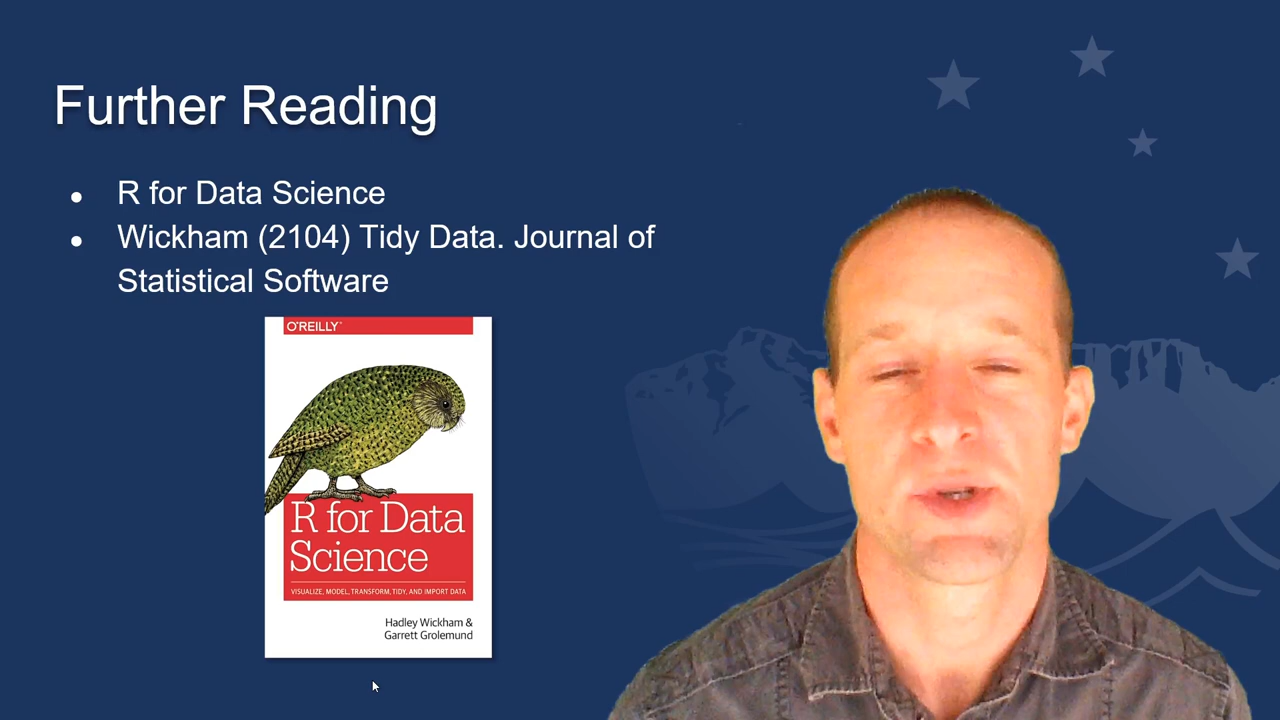 Further Reading
● R for Data Science
● Wickham (2104) Tidy Data. Journal of
Statistical Software
O'REILLY®
R for Data
Science
VISUALIZE, MODEL, TRANSFORM, TIDY, AND IMPORT DATA
Hadley Wickham &
Garrett Grolemund